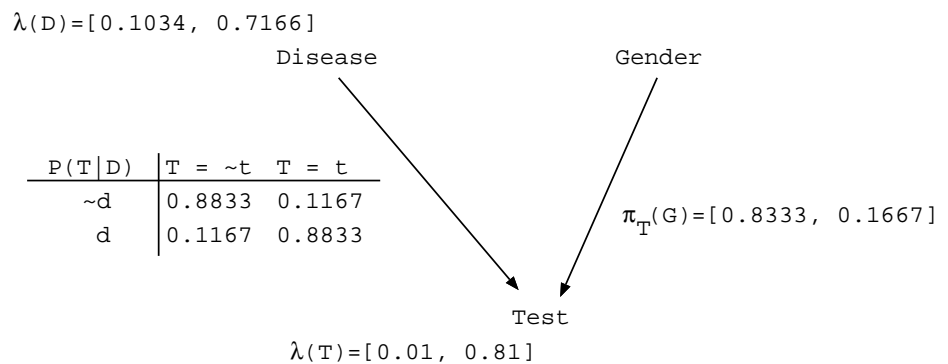 λ(D)=[0.1034, 0.7166]
Disease Gender
P(T|D) T = ~t T = t
~d 0.8833 0.1167
d 0.1167 0.8833
π_T(G)=[0.8333, 0.1667]
Test
λ(T)=[0.01, 0.81]